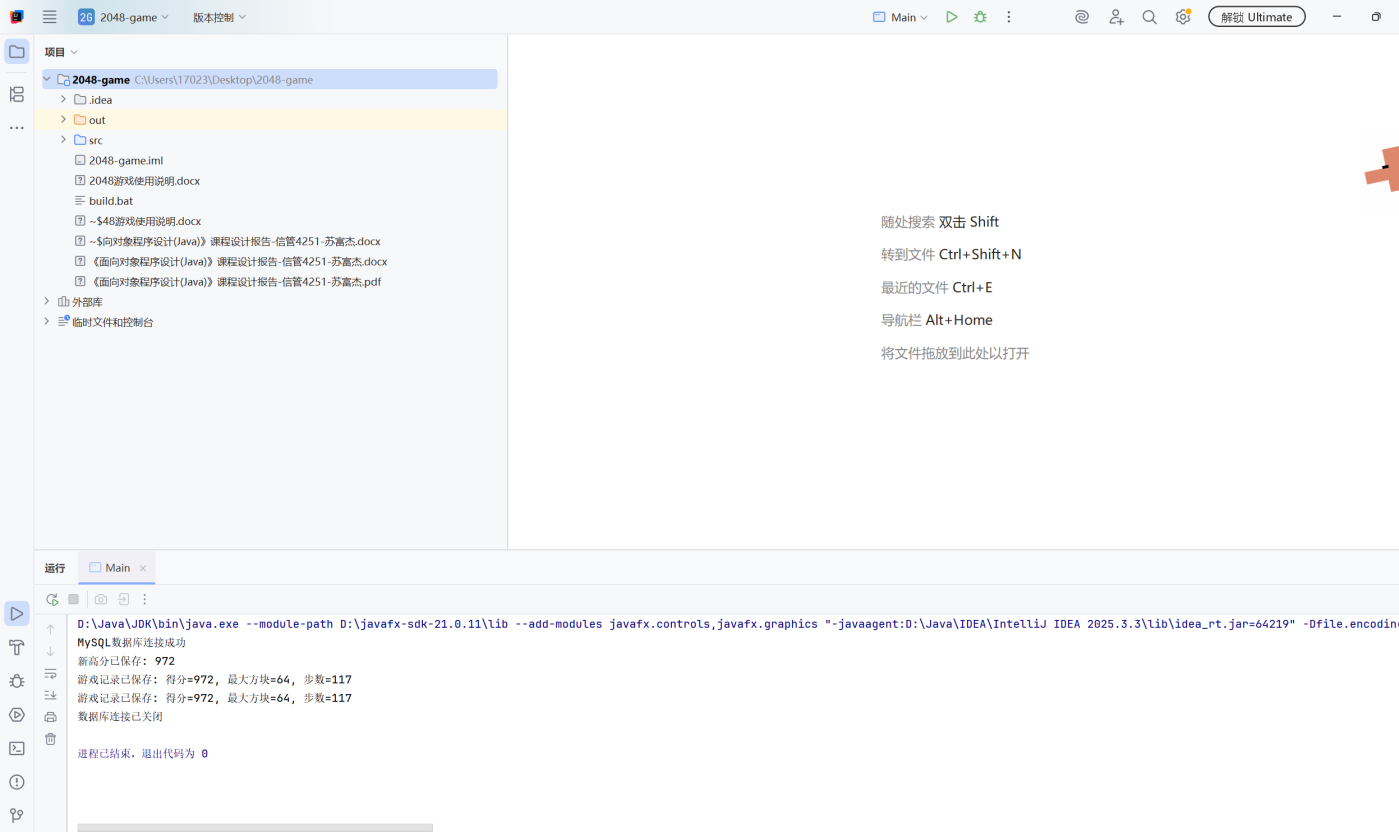 2G 2048-game 版本控制 Main 解锁 Ultimate
项目
2048-game C:\Users\17023\Desktop\2048-game
.idea
out
src
2048-game.iml
2048游戏使用说明.docx
build.bat
~$48游戏使用说明.docx
~$向对象程序设计(Java)》课程设计报告-信管4251-苏富杰.docx
《面向对象程序设计(Java)》课程设计报告-信管4251-苏富杰.docx
《面向对象程序设计(Java)》课程设计报告-信管4251-苏富杰.pdf
外部库
临时文件和控制台
随处搜索 双击 Shift
转到文件 Ctrl+Shift+N
最近的文件 Ctrl+E
导航栏 Alt+Home
将文件拖放到此处以打开
运行 Main
D:\Java\JDK\bin\java.exe --module-path D:\javafx-sdk-21.0.11\lib --add-modules javafx.controls,javafx.graphics "-javaagent:D:\Java\IDEA\IntelliJ IDEA 2025.3.3\lib\idea_rt.jar=64219" -Dfile.encoding
MySQL数据库连接成功
新高分已保存: 972
游戏记录已保存: 得分=972, 最大方块=64, 步数=117
游戏记录已保存: 得分=972, 最大方块=64, 步数=117
数据库连接已关闭
进程已结束，退出代码为 0